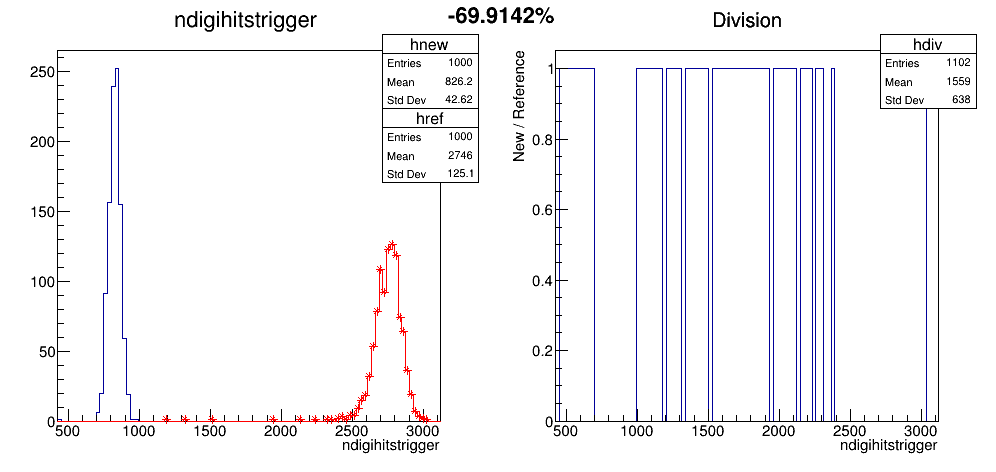 -69.9142%
ndigihitstrigger
hnew
Entries 1000
Mean 826.2
Std Dev 42.62
href
Entries 1000
Mean 2746
Std Dev 125.1
250
200
150
100
50
0
500 1000 1500 2000 2500 3000
ndigihitstrigger
Division
hdiv
Entries 1102
Mean 1559
Std Dev 638
New / Reference
1
0.8
0.6
0.4
0.2
0
500 1000 1500 2000 2500 3000
ndigihitstrigger